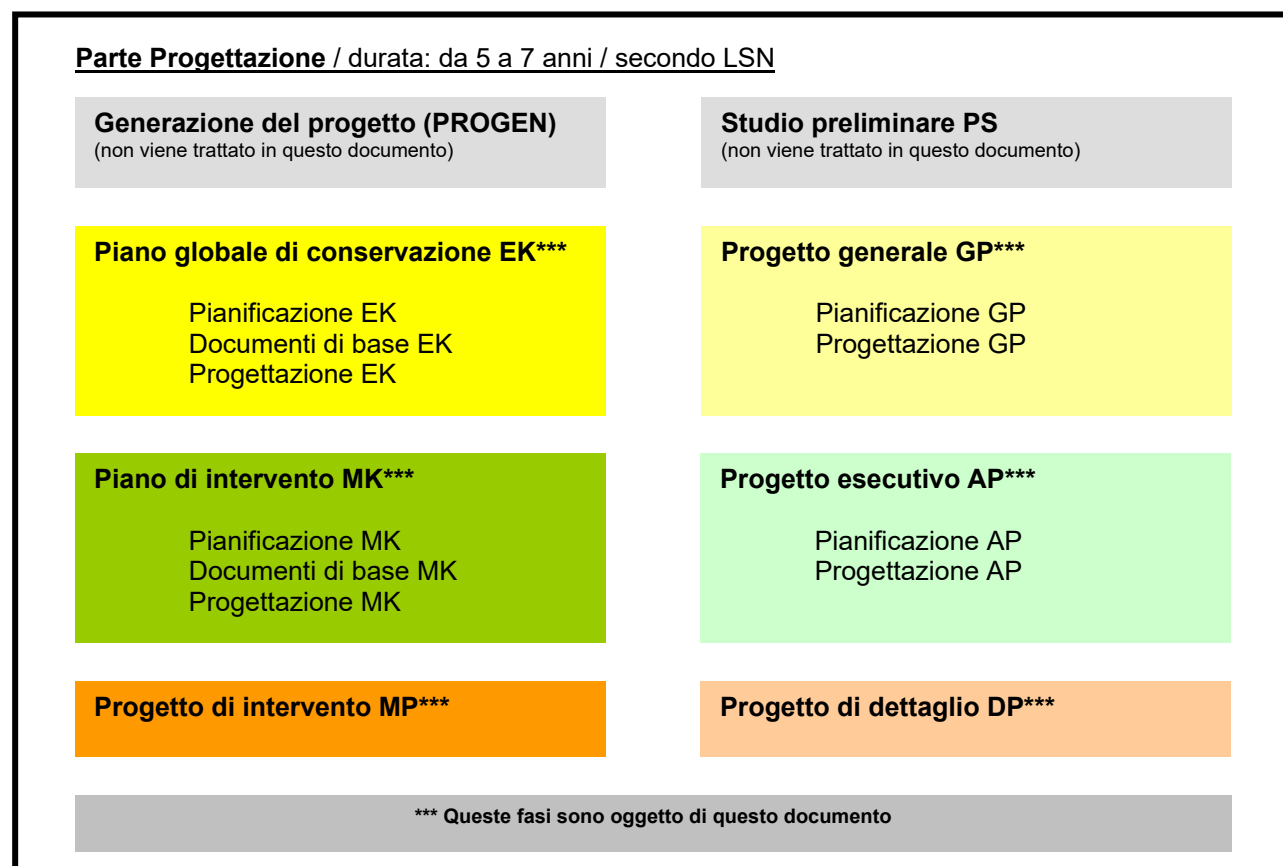 Parte Progettazione / durata: da 5 a 7 anni / secondo LSN
Generazione del progetto (PROGEN)
(non viene trattato in questo documento)
Studio preliminare PS
(non viene trattato in questo documento)
Piano globale di conservazione EK***
Pianificazione EK
Documenti di base EK
Progettazione EK
Progetto generale GP***
Pianificazione GP
Progettazione GP
Piano di intervento MK***
Pianificazione MK
Documenti di base MK
Progettazione MK
Progetto esecutivo AP***
Pianificazione AP
Progettazione AP
Progetto di intervento MP***
Progetto di dettaglio DP***
*** Queste fasi sono oggetto di questo documento